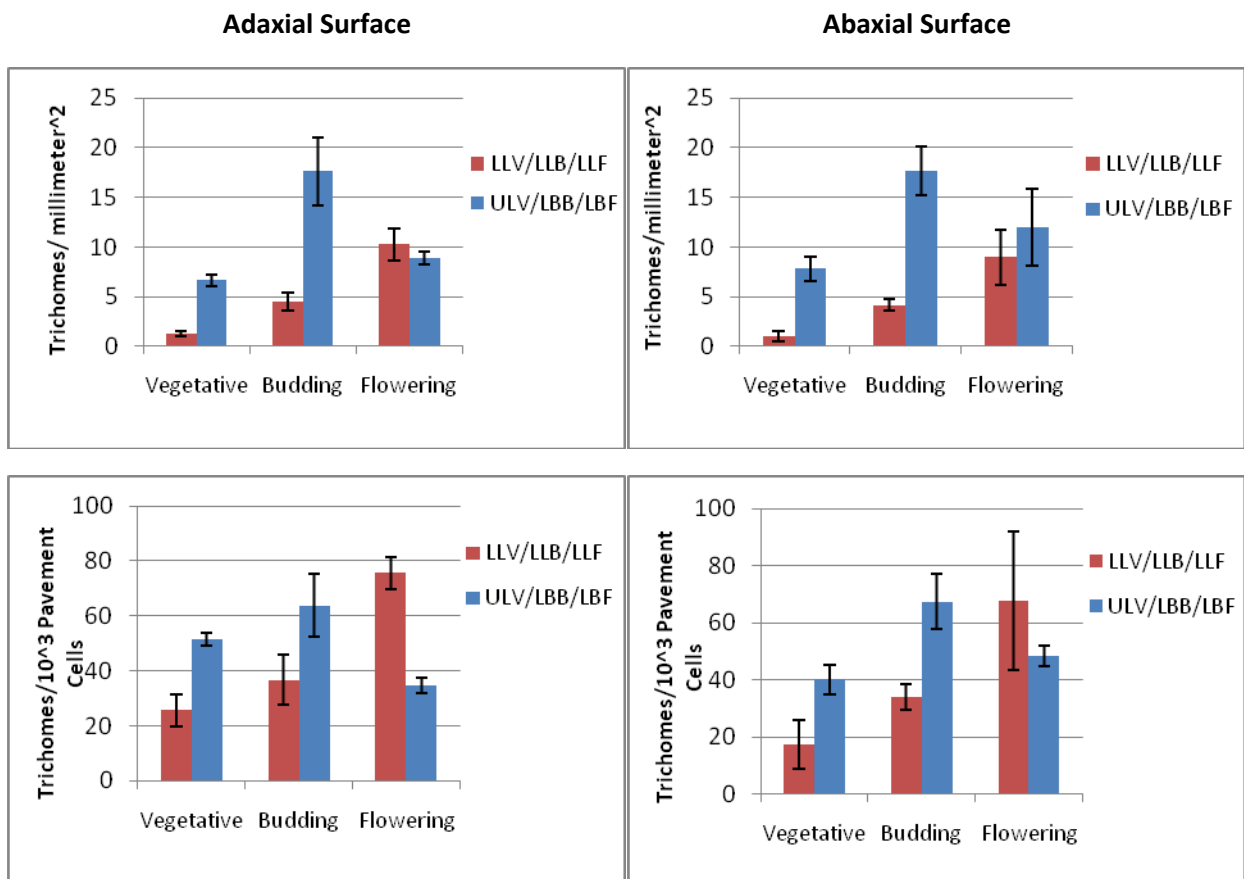 Adaxial Surface
Abaxial Surface
Trichomes/ millimeter^2
25
20
15
10
5
0
Vegetative Budding Flowering
LLV/LLB/LLF
ULV/LBB/LBF
Trichomes/millimeter^2
25
20
15
10
5
0
Vegetative Budding Flowering
LLV/LLB/LLF
ULV/LBB/LBF
Trichomes/10^3 Pavement
Cells
100
80
60
40
20
0
Vegetative Budding Flowering
LLV/LLB/LLF
ULV/LBB/LBF
Trichomes/10^3 Pavement
Cells
100
80
60
40
20
0
Vegetative Budding Flowering
LLV/LLB/LLF
ULV/LBB/LBF